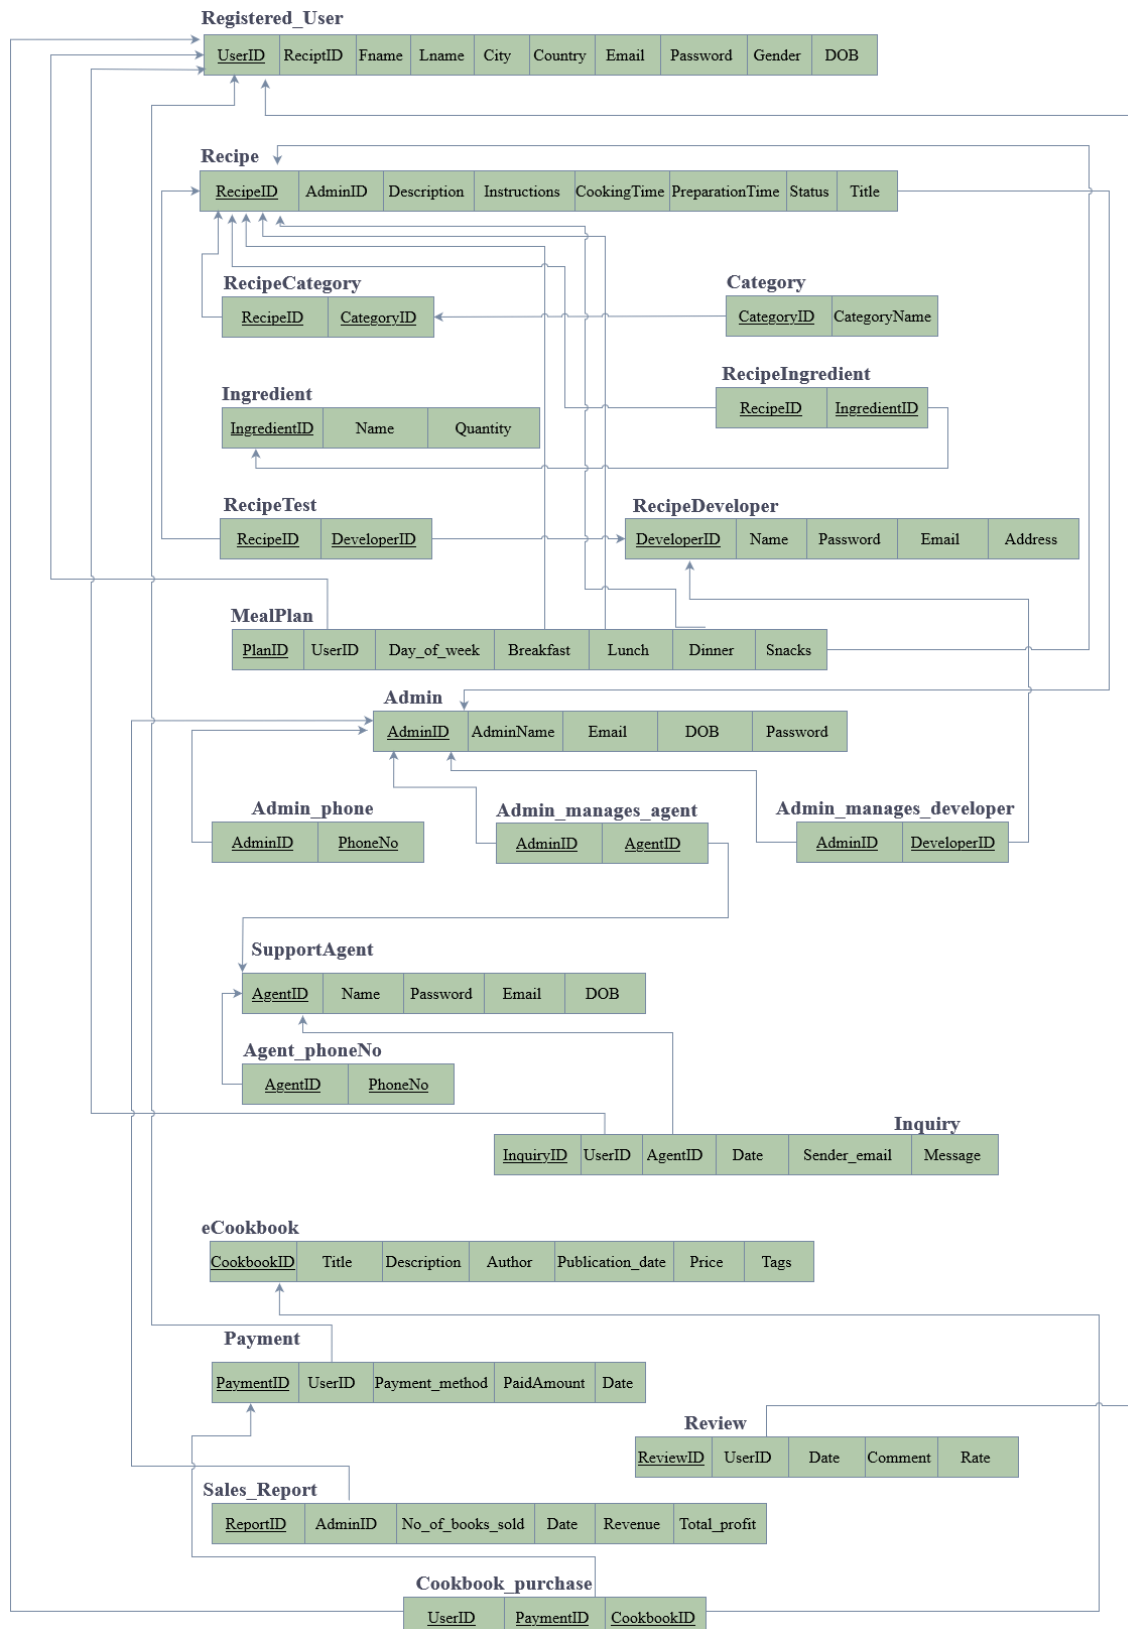 Registered_User
UserID ReciptID Fname Lname City Country Email Password Gender DOB
Recipe
RecipeID AdminID Description Instructions CookingTime PreparationTime Status Title
RecipeCategory
RecipeID CategoryID
Category
CategoryID CategoryName
Ingredient
IngredientID Name Quantity
RecipeIngredient
RecipeID IngredientID
RecipeTest
RecipeID DeveloperID
RecipeDeveloper
DeveloperID Name Password Email Address
MealPlan
PlanID UserID Day_of_week Breakfast Lunch Dinner Snacks
Admin
AdminID AdminName Email DOB Password
Admin_phone
AdminID PhoneNo
Admin_manages_agent
AdminID AgentID
Admin_manages_developer
AdminID DeveloperID
SupportAgent
AgentID Name Password Email DOB
Agent_phoneNo
AgentID PhoneNo
Inquiry
InquiryID UserID AgentID Date Sender_email Message
eCookbook
CookbookID Title Description Author Publication_date Price Tags
Payment
PaymentID UserID Payment_method PaidAmount Date
Review
ReviewID UserID Date Comment Rate
Sales_Report
ReportID AdminID No_of_books_sold Date Revenue Total_profit
Cookbook_purchase
UserID PaymentID CookbookID